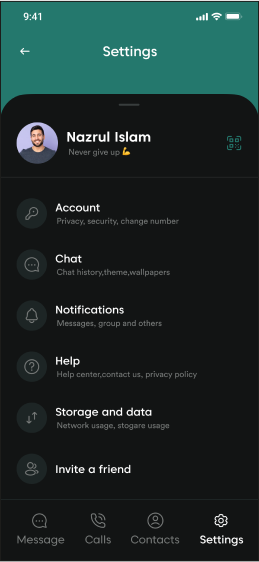 9:41
Settings
Nazrul Islam
Never give up 💪
Account
Privacy, security, change number
Chat
Chat history,theme,wallpapers
Notifications
Messages, group and others
Help
Help center,contact us, privacy policy
Storage and data
Network usage, stogare usage
Invite a friend
Message Calls Contacts Settings